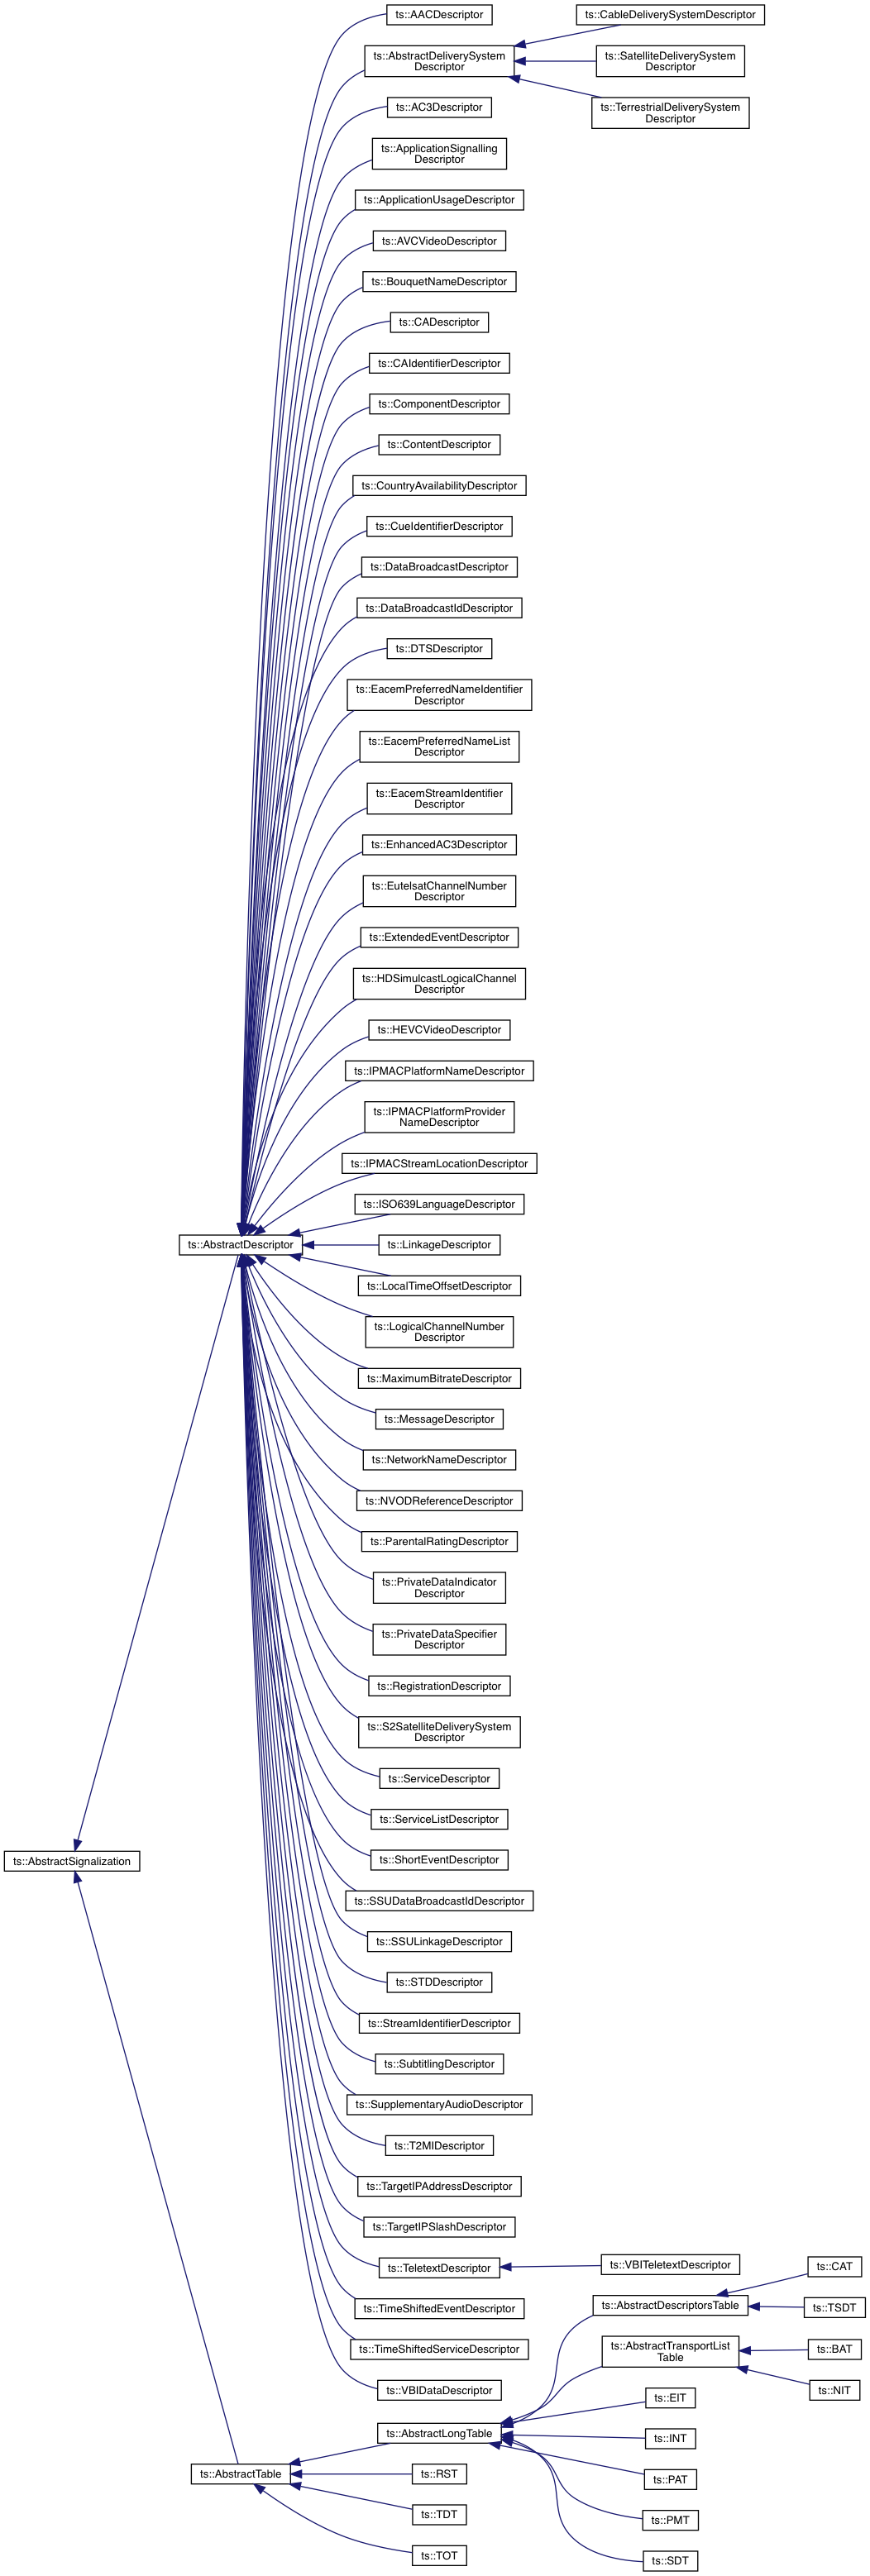 ts::AACDescriptor
ts::CableDeliverySystemDescriptor
ts::AbstractDeliverySystem
Descriptor
ts::SatelliteDeliverySystem
Descriptor
ts::TerrestrialDeliverySystem
Descriptor
ts::AC3Descriptor
ts::ApplicationSignalling
Descriptor
ts::ApplicationUsageDescriptor
ts::AVCVideoDescriptor
ts::BouquetNameDescriptor
ts::CADescriptor
ts::CAIdentifierDescriptor
ts::ComponentDescriptor
ts::ContentDescriptor
ts::CountryAvailabilityDescriptor
ts::CueIdentifierDescriptor
ts::DataBroadcastDescriptor
ts::DataBroadcastIdDescriptor
ts::DTSDescriptor
ts::EacemPreferredNameIdentifier
Descriptor
ts::EacemPreferredNameList
Descriptor
ts::EacemStreamIdentifier
Descriptor
ts::EnhancedAC3Descriptor
ts::EutelsatChannelNumber
Descriptor
ts::ExtendedEventDescriptor
ts::HDSimulcastLogicalChannel
Descriptor
ts::HEVCVideoDescriptor
ts::IPMACPlatformNameDescriptor
ts::IPMACPlatformProvider
NameDescriptor
ts::IPMACStreamLocationDescriptor
ts::ISO639LanguageDescriptor
ts::AbstractDescriptor
ts::LinkageDescriptor
ts::LocalTimeOffsetDescriptor
ts::LogicalChannelNumber
Descriptor
ts::MaximumBitrateDescriptor
ts::MessageDescriptor
ts::NetworkNameDescriptor
ts::NVODReferenceDescriptor
ts::ParentalRatingDescriptor
ts::PrivateDataIndicator
Descriptor
ts::PrivateDataSpecifier
Descriptor
ts::RegistrationDescriptor
ts::S2SatelliteDeliverySystem
Descriptor
ts::ServiceDescriptor
ts::ServiceListDescriptor
ts::ShortEventDescriptor
ts::AbstractSignalization
ts::SSUDataBroadcastIdDescriptor
ts::SSULinkageDescriptor
ts::STDDescriptor
ts::StreamIdentifierDescriptor
ts::SubtitlingDescriptor
ts::SupplementaryAudioDescriptor
ts::T2MIDescriptor
ts::TargetIPAddressDescriptor
ts::TargetIPSlashDescriptor
ts::TeletextDescriptor
ts::VBITeletextDescriptor
ts::CAT
ts::AbstractDescriptorsTable
ts::TSDT
ts::TimeShiftedEventDescriptor
ts::TimeShiftedServiceDescriptor
ts::AbstractTransportList
Table
ts::BAT
ts::NIT
ts::VBIDataDescriptor
ts::EIT
ts::AbstractLongTable
ts::INT
ts::AbstractTable
ts::RST
ts::PAT
ts::TDT
ts::PMT
ts::TOT
ts::SDT